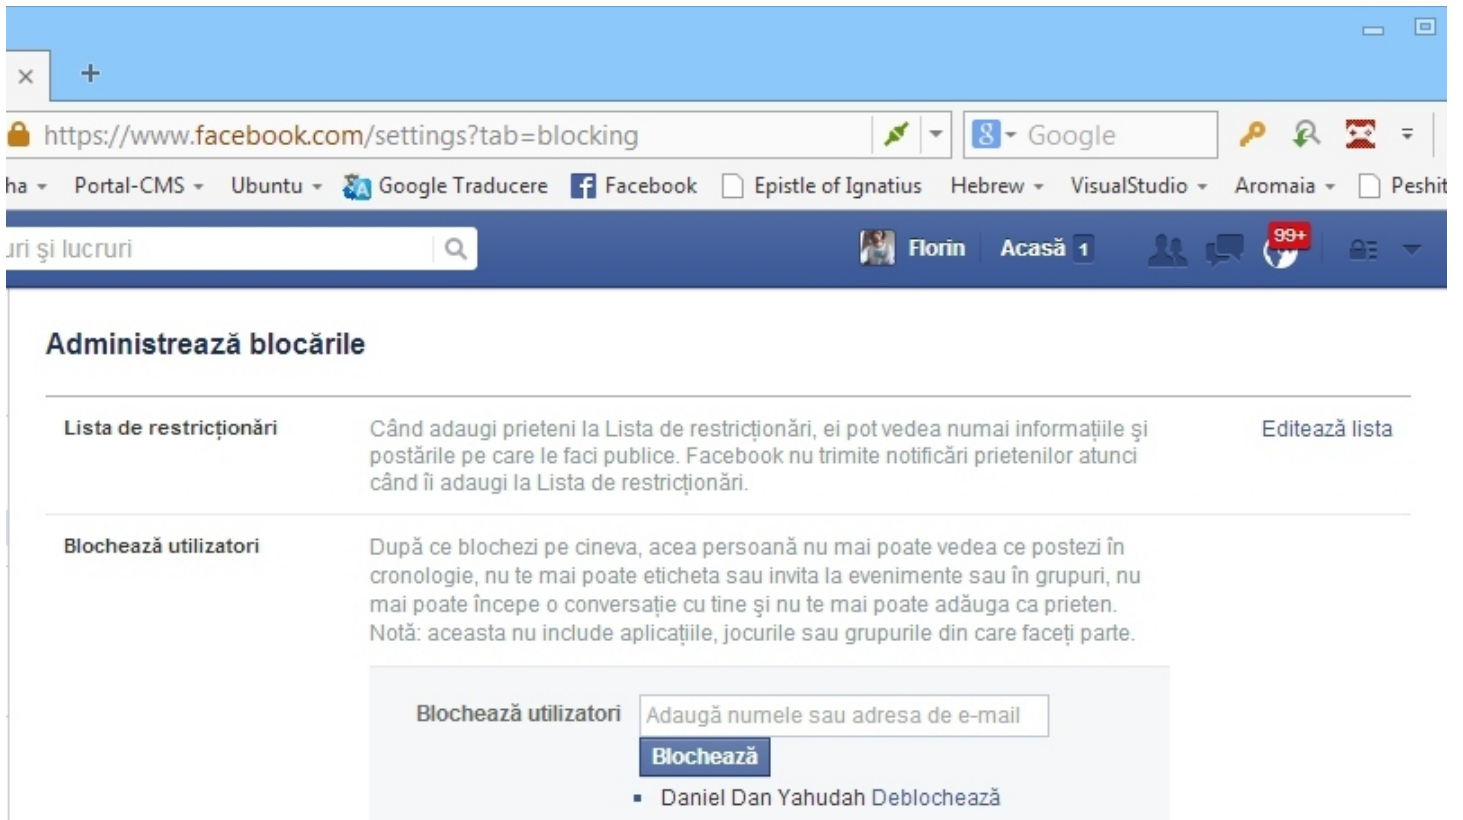 https://www.facebook.com/settings?tab=blocking
Google
ha Portal-CMS Ubuntu Google Traducere Facebook Epistle of Ignatius Hebrew VisualStudio Aromaia Peshit
uri şi lucruri
Florin Acasă 1 99+
Administrează blocările
Lista de restricţionări
Când adaugi prieteni la Lista de restricţionări, ei pot vedea numai informaţiile şi
postările pe care le faci publice. Facebook nu trimite notificări prietenilor atunci
când îi adaugi la Lista de restricţionări.
Editează lista
Blochează utilizatori
După ce blochezi pe cineva, acea persoană nu mai poate vedea ce postezi în
cronologie, nu te mai poate eticheta sau invita la evenimente sau în grupuri, nu
mai poate începe o conversaţie cu tine şi nu te mai poate adăuga ca prieten.
Notă: aceasta nu include aplicaţiile, jocurile sau grupurile din care faceţi parte.
Blochează utilizatori
Adaugă numele sau adresa de e-mail
Blochează
Daniel Dan Yahudah Deblochează